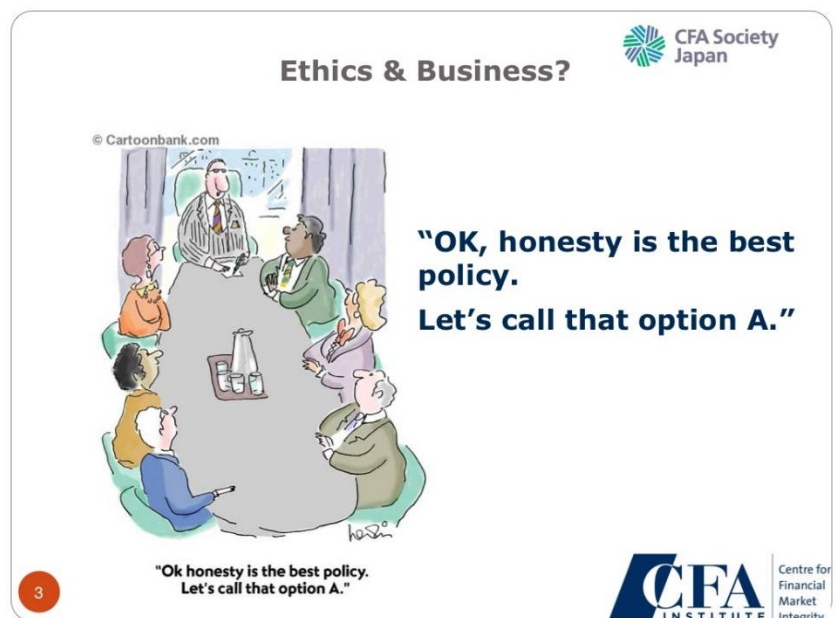 CFA Society
Japan
Ethics & Business?
© Cartoonbank.com
“OK, honesty is the best
policy.
Let’s call that option A.”
"Ok honesty is the best policy.
Let's call that option A."
3
CFA
INSTITUTE
Centre for
Financial
Market
Integrity